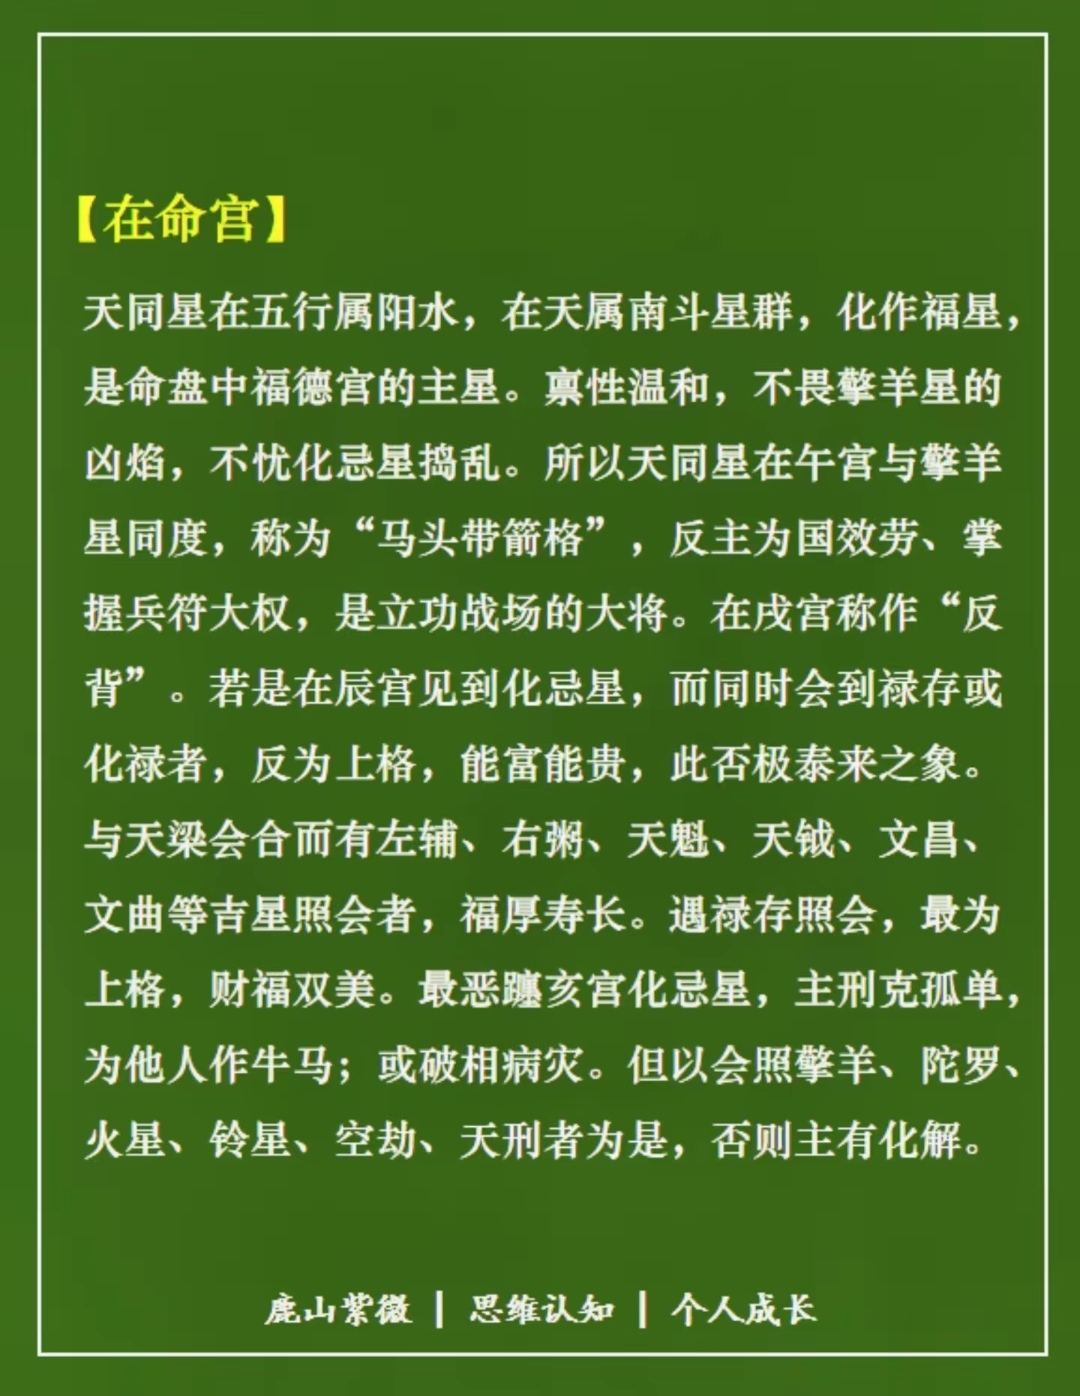 【在命宫】
天同星在五行属阳水，在天属南斗星群，化作福星，
是命盘中福德宫的主星。禀性温和，不畏擎羊星的
凶焰，不忧化忌星捣乱。所以天同星在午宫与擎羊
星同度，称为“马头带箭格”，反主为国效劳、掌
握兵符大权，是立功战场的大将。在戌宫称作“反
背”。若是在辰宫见到化忌星，而同时会到禄存或
化禄者，反为上格，能富能贵，此否极泰来之象。
与天梁会合而有左辅、右粥、天魁、天钺、文昌、
文曲等吉星照会者，福厚寿长。遇禄存照会，最为
上格，财福双美。最恶躔亥宫化忌星，主刑克孤单，
为他人作牛马；或破相病灾。但以会照擎羊、陀罗、
火星、铃星、空劫、天刑者为是，否则主有化解。
鹿山紫微 | 思维认知 | 个人成长